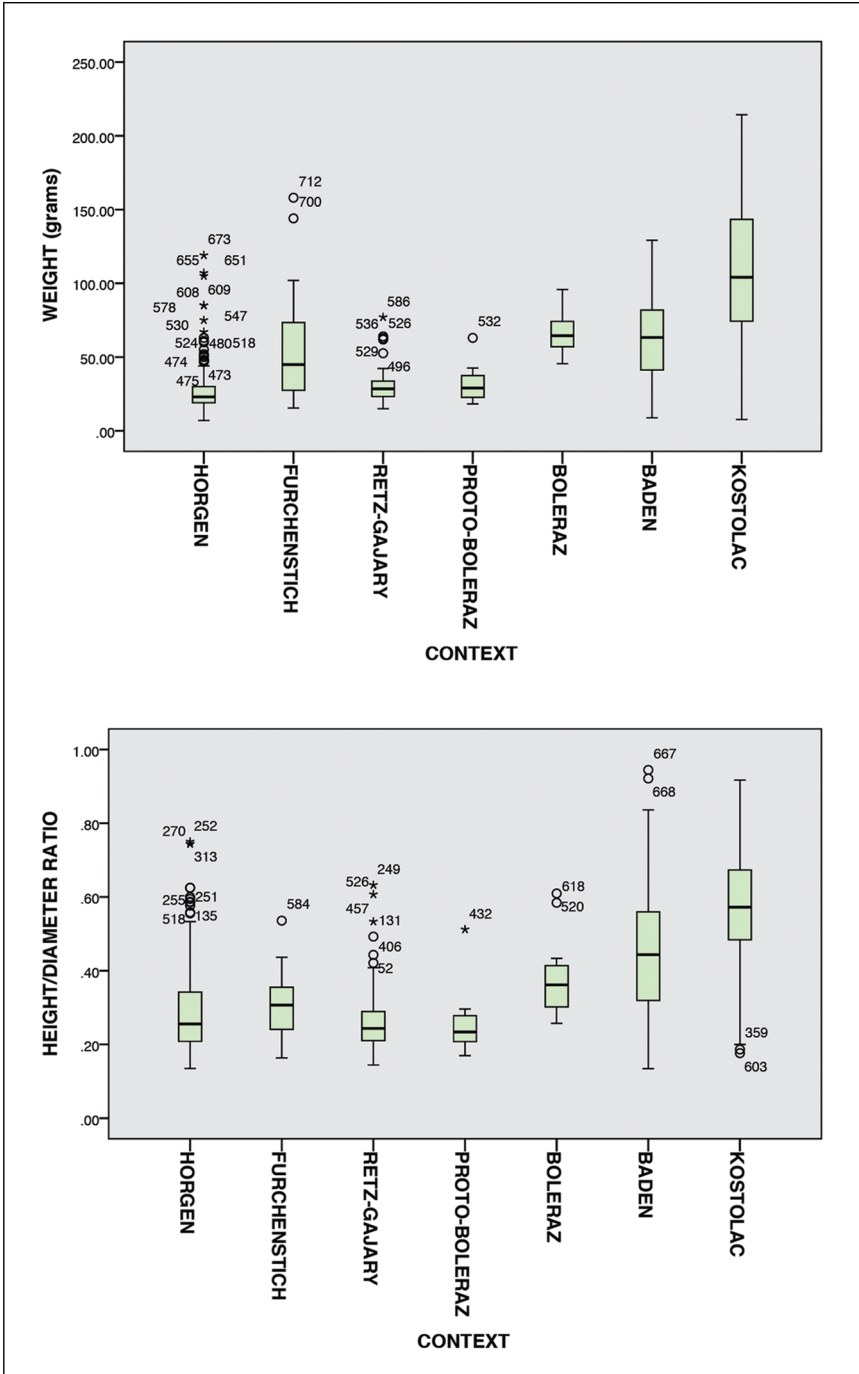 250.00
200.00
150.00
100.00
50.00
.00
WEIGHT (grams)
712
700
673
655 651
608 609
578
547
530
524 480 518
474
475 473
586
536 526
529
496
532
HORGEN
FURCHENSTICH
RETZ-GAJARY
PROTO-BOLERAZ
BOLERAZ
BADEN
KOSTOLAC
CONTEXT
1.00
.80
.60
.40
.20
.00
HEIGHT/DIAMETER RATIO
667
668
270 252
313
255 251
518 135
584
249
526
457 131
406
52
432
618
520
359
603
HORGEN
FURCHENSTICH
RETZ-GAJARY
PROTO-BOLERAZ
BOLERAZ
BADEN
KOSTOLAC
CONTEXT